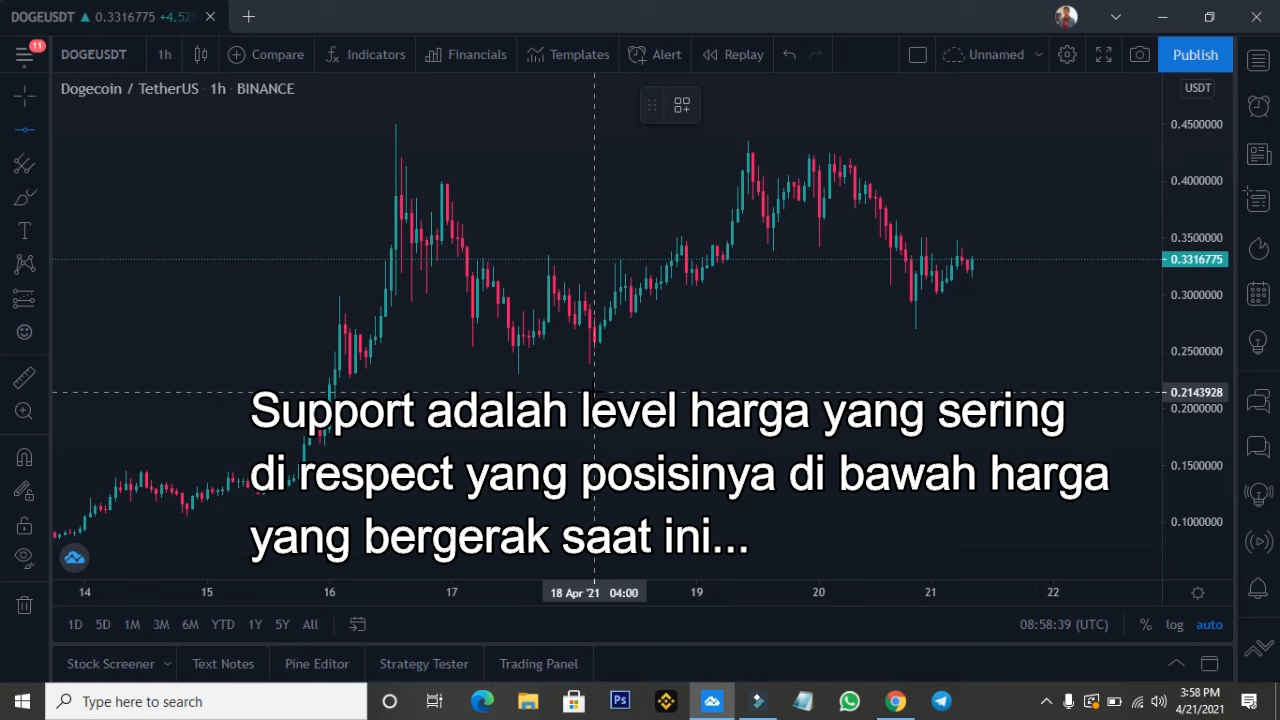 DOGEUSDT ▲ 0.3316775 +4.52
11
DOGEUSDT 1h Compare Indicators Financials Templates Alert Replay Unnamed Publish
Dogecoin / TetherUS · 1h · BINANCE
USDT
0.4500000
0.4000000
0.3500000
0.3316775
0.3000000
0.2500000
0.2143928
0.2000000
0.1500000
0.1000000
Support adalah level harga yang sering
di respect yang posisinya di bawah harga
yang bergerak saat ini...
14 15 16 17 18 Apr '21 04:00 19 20 21 22
1D 5D 1M 3M 6M YTD 1Y 5Y All 08:58:39 (UTC) % log auto
Stock Screener Text Notes Pine Editor Strategy Tester Trading Panel
Type here to search
Ps
3:58 PM
4/21/2021